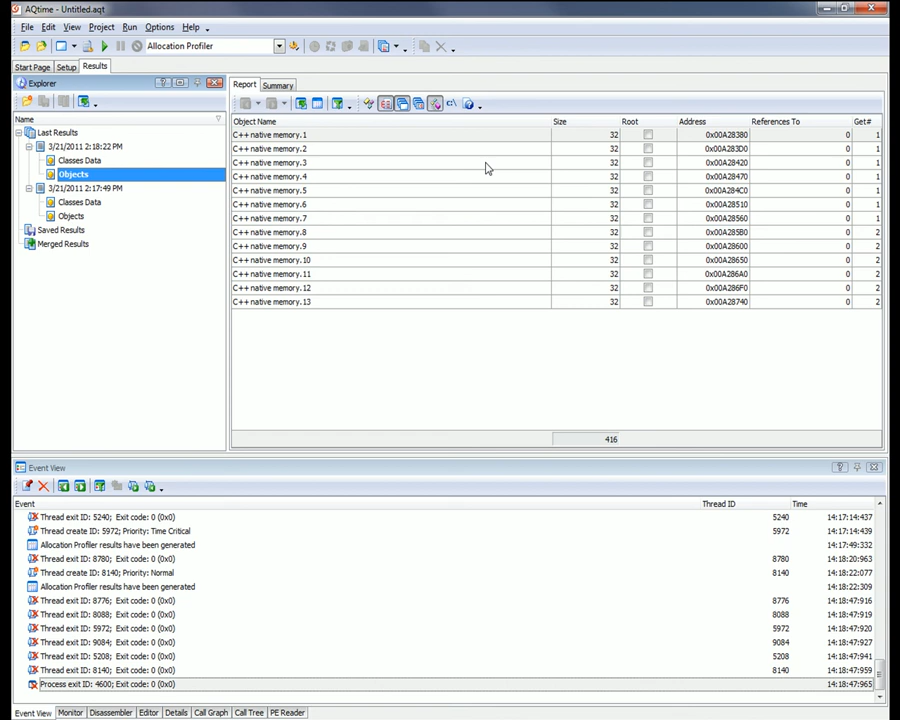 AQtime - Untitled.aqt
File Edit View Project Run Options Help
Allocation Profiler
Start Page Setup Results
Explorer
Name
Last Results
3/21/2011 2:18:22 PM
Classes Data
Objects
3/21/2011 2:17:49 PM
Classes Data
Objects
Saved Results
Merged Results
Report Summary
Object Name Size Root Address References To Get#
C++ native memory.1 32 0x00A28380 0 1
C++ native memory.2 32 0x00A283D0 0 1
C++ native memory.3 32 0x00A28420 0 1
C++ native memory.4 32 0x00A28470 0 1
C++ native memory.5 32 0x00A284C0 0 1
C++ native memory.6 32 0x00A28510 0 1
C++ native memory.7 32 0x00A28560 0 1
C++ native memory.8 32 0x00A285B0 0 2
C++ native memory.9 32 0x00A28600 0 2
C++ native memory.10 32 0x00A28650 0 2
C++ native memory.11 32 0x00A286A0 0 2
C++ native memory.12 32 0x00A286F0 0 2
C++ native memory.13 32 0x00A28740 0 2
416
Event View
Event Thread ID Time
Thread exit ID: 5240; Exit code: 0 (0x0) 5240 14:17:14:437
Thread create ID: 5972; Priority: Time Critical 5972 14:17:14:439
Allocation Profiler results have been generated 14:17:49:332
Thread exit ID: 8780; Exit code: 0 (0x0) 8780 14:18:20:963
Thread create ID: 8140; Priority: Normal 8140 14:18:22:077
Allocation Profiler results have been generated 14:18:22:309
Thread exit ID: 8776; Exit code: 0 (0x0) 8776 14:18:47:916
Thread exit ID: 8088; Exit code: 0 (0x0) 8088 14:18:47:919
Thread exit ID: 5972; Exit code: 0 (0x0) 5972 14:18:47:920
Thread exit ID: 9084; Exit code: 0 (0x0) 9084 14:18:47:927
Thread exit ID: 5208; Exit code: 0 (0x0) 5208 14:18:47:941
Thread exit ID: 8140; Exit code: 0 (0x0) 8140 14:18:47:959
Process exit ID: 4600; Exit code: 0 (0x0) 14:18:47:965
Event View Monitor Disassembler Editor Details Call Graph Call Tree PE Reader